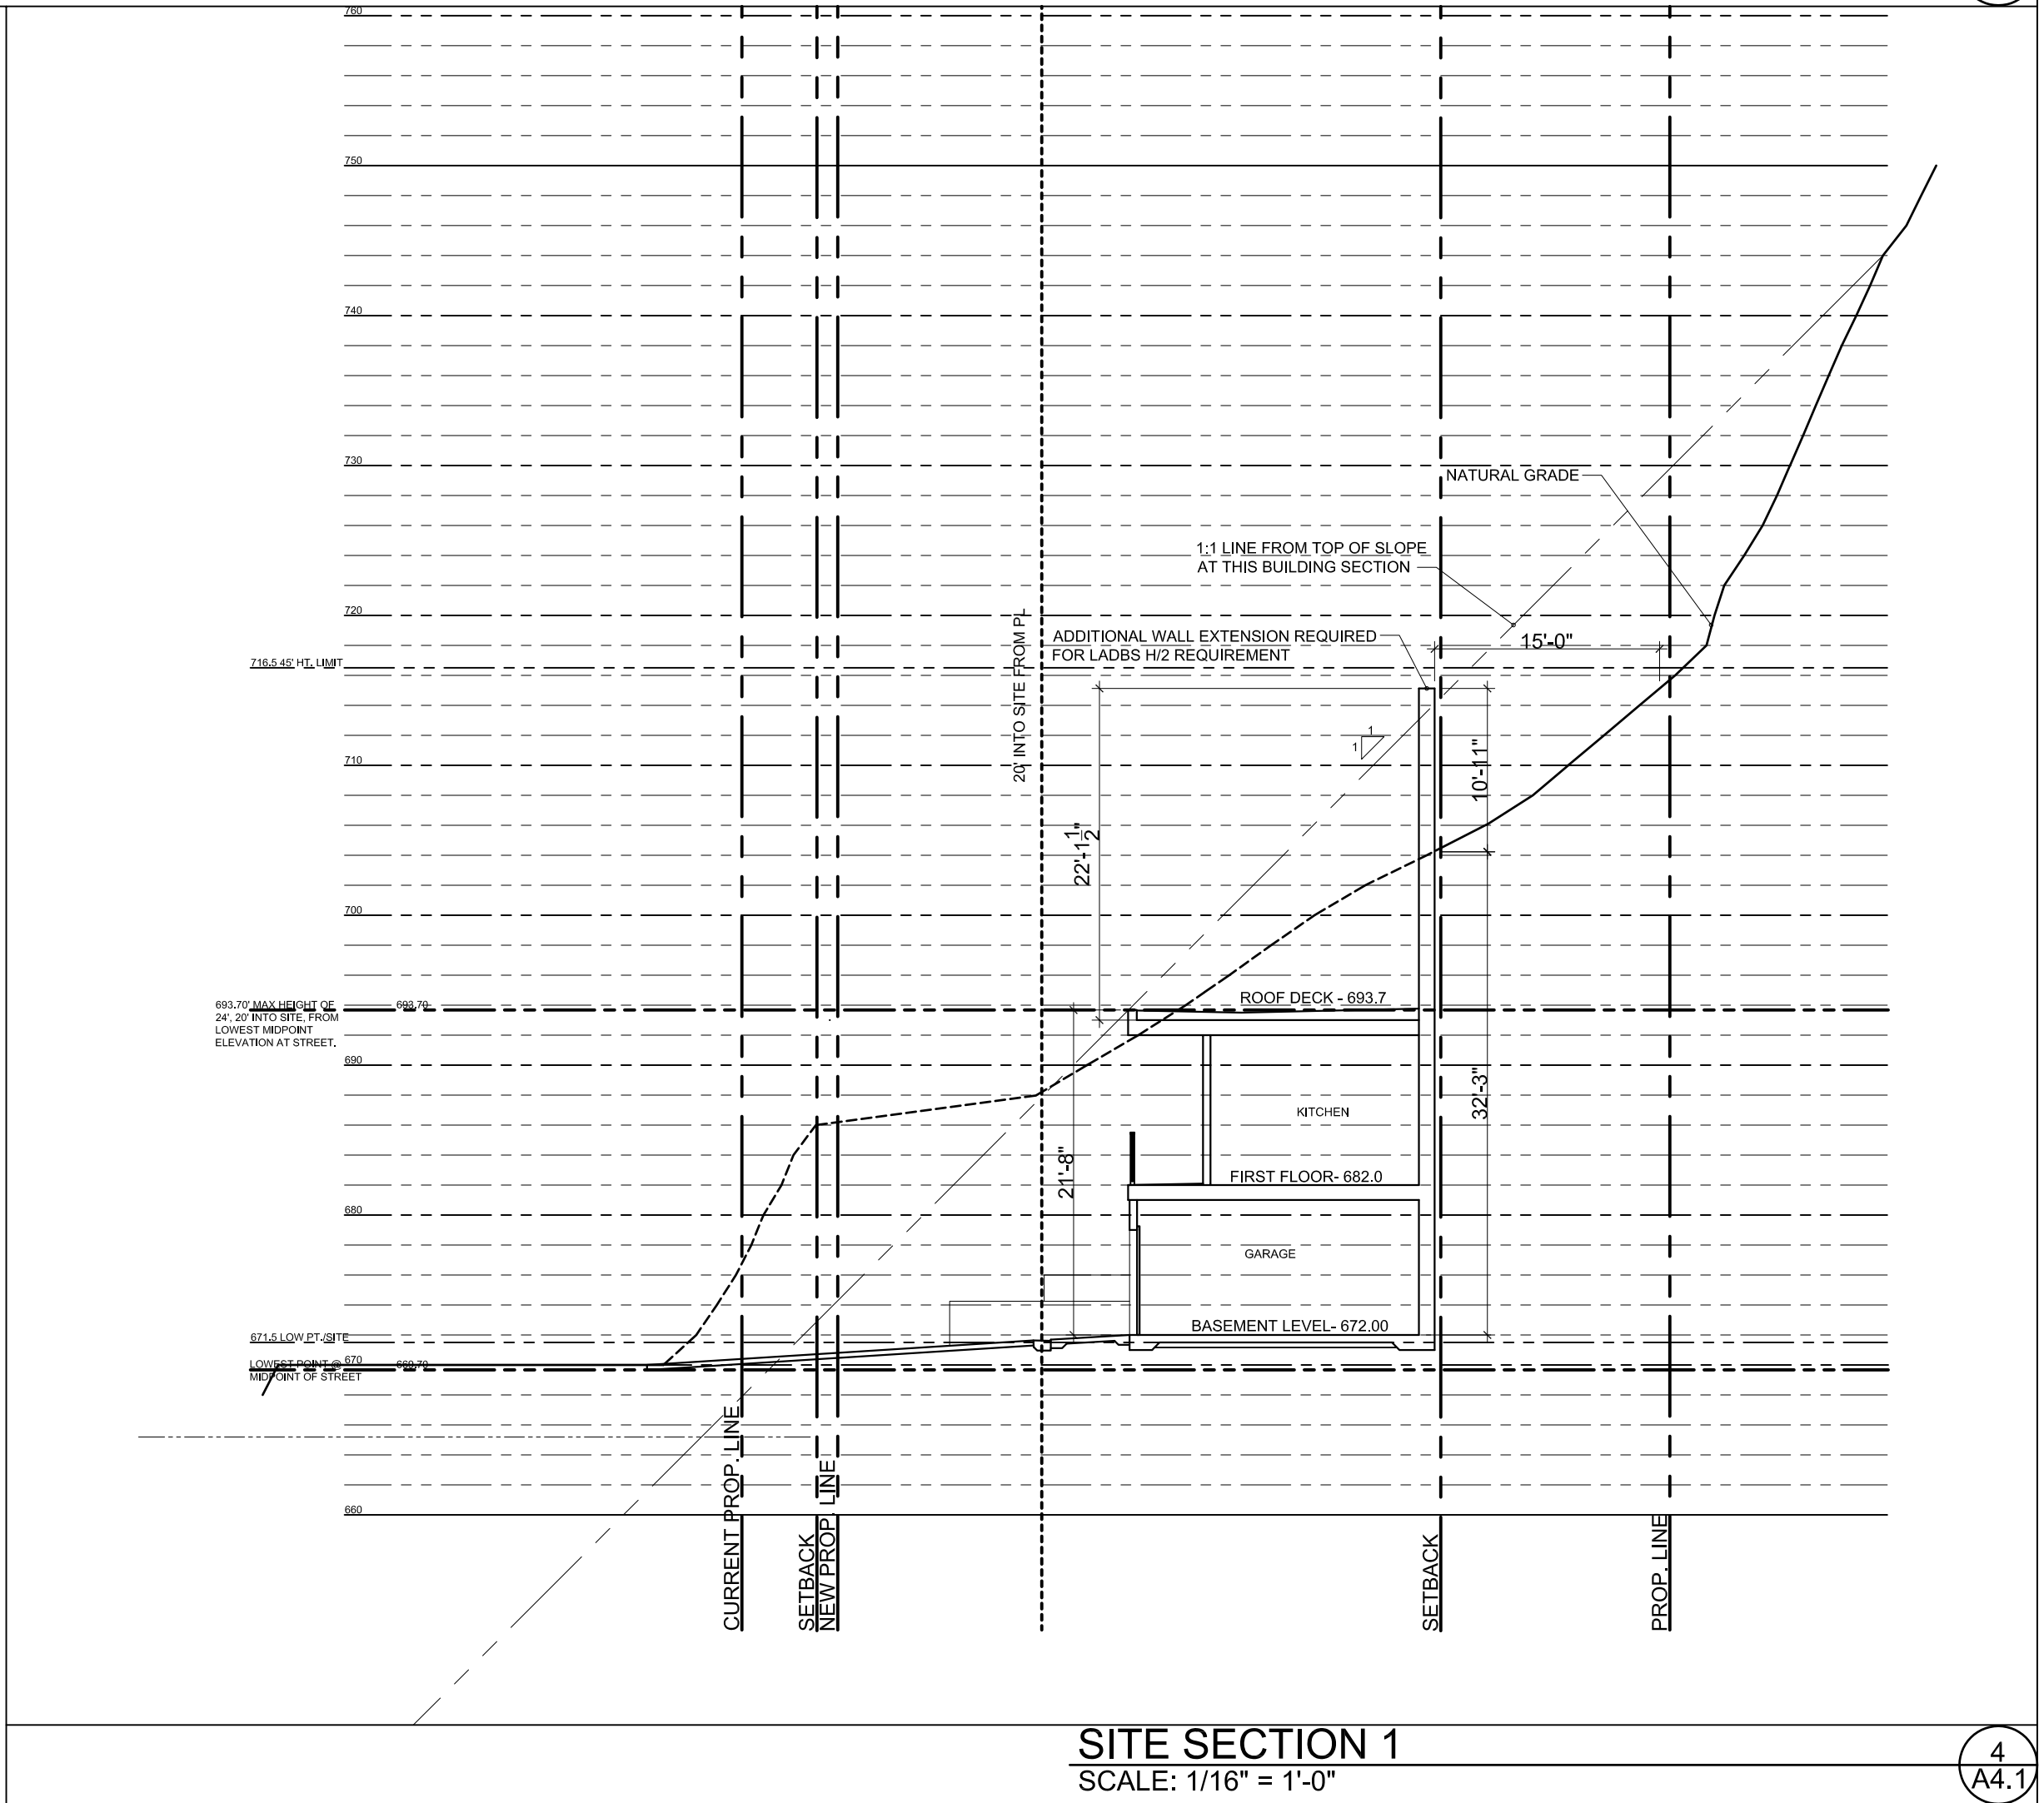 760
750
740
730
NATURAL GRADE
1:1 LINE FROM TOP OF SLOPE
AT THIS BUILDING SECTION
720
20' INTO SITE FROM PL
ADDITIONAL WALL EXTENSION REQUIRED
FOR LADBS H/2 REQUIREMENT
15'-0"
716.5 45' HT. LIMIT
1
1
710
10'-11"
22'-1 1/2"
700
693.70' MAX HEIGHT OF
24', 20' INTO SITE, FROM
LOWEST MIDPOINT
ELEVATION AT STREET.
693.70
ROOF DECK - 693.7
690
32'-3"
KITCHEN
21'-8"
FIRST FLOOR- 682.0
680
GARAGE
BASEMENT LEVEL- 672.00
671.5 LOW PT./SITE
LOWEST POINT @
MIDPOINT OF STREET
670
669.70
660
CURRENT PROP. LINE
SETBACK
NEW PROP. LINE
SETBACK
PROP. LINE
SITE SECTION 1
SCALE: 1/16" = 1'-0"
4
A4.1